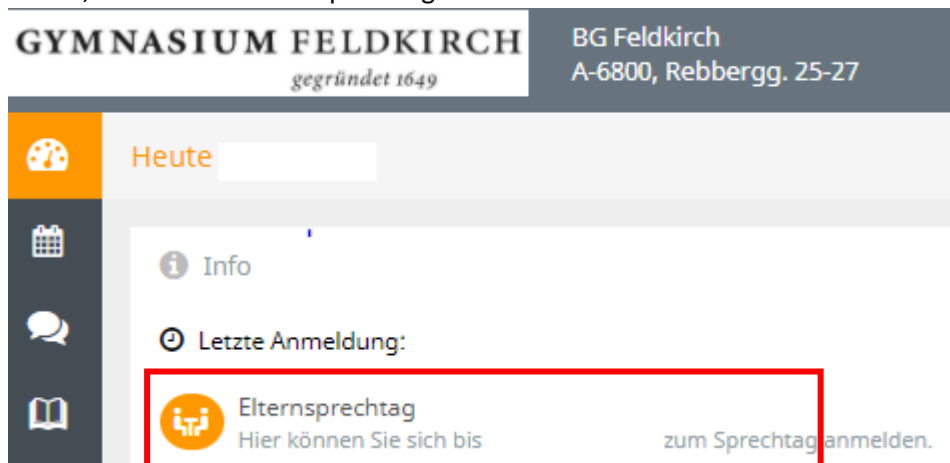 GYMNASIUM FELDKIRCH
gegründet 1649
BG Feldkirch
A-6800, Rebbergg. 25-27
Heute
Info
Letzte Anmeldung:
Elternsprechtag
Hier können Sie sich bis zum Sprechtag anmelden.